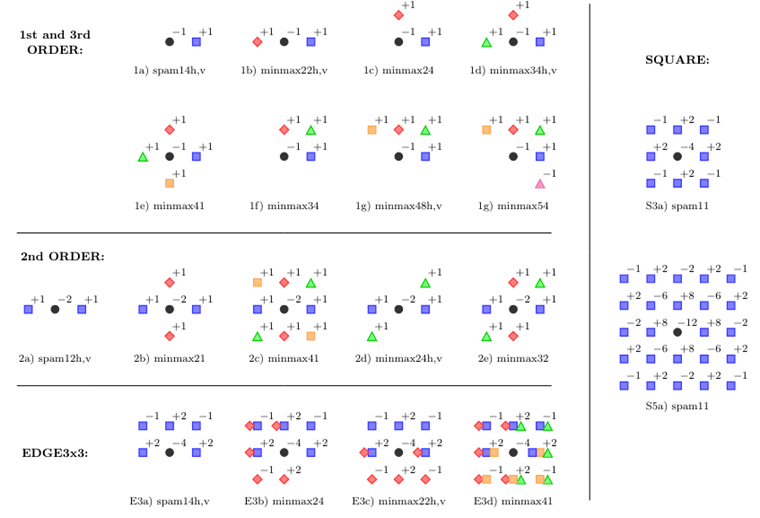 1st and 3rd
ORDER:
−1 +1
1a) spam14h,v
+1 −1 +1
1b) minmax22h,v
+1
−1 +1
1c) minmax24
+1
+1 −1 +1
1d) minmax34h,v
+1
+1 −1 +1
+1
1e) minmax41
+1 +1
−1 +1
1f) minmax34
+1 +1 +1
−1 +1
1g) minmax48h,v
+1 +1 +1
−1 +1
−1
1g) minmax54
2nd ORDER:
+1 −2 +1
2a) spam12h,v
+1
+1 −2 +1
+1
2b) minmax21
+1 +1 +1
+1 −2 +1
+1 +1 +1
2c) minmax41
+1
−2 +1
+1
2d) minmax24h,v
+1 +1
+1 −2 +1
+1 +1
2e) minmax32
EDGE3x3:
−1 +2 −1
+2 −4 +2
E3a) spam14h,v
−1 +2 −1
+2 −4 +2
−1 +2
E3b) minmax24
−1 +2 −1
+2 −4 +2
−1 +2 −1
E3c) minmax22h,v
−1 +2 −1
+2 −4 +2
−1 +2 −1
E3d) minmax41
SQUARE:
−1 +2 −1
+2 −4 +2
−1 +2 −1
S3a) spam11
−1 +2 −2 +2 −1
+2 −6 +8 −6 +2
−2 +8 −12 +8 −2
+2 −6 +8 −6 +2
−1 +2 −2 +2 −1
S5a) spam11